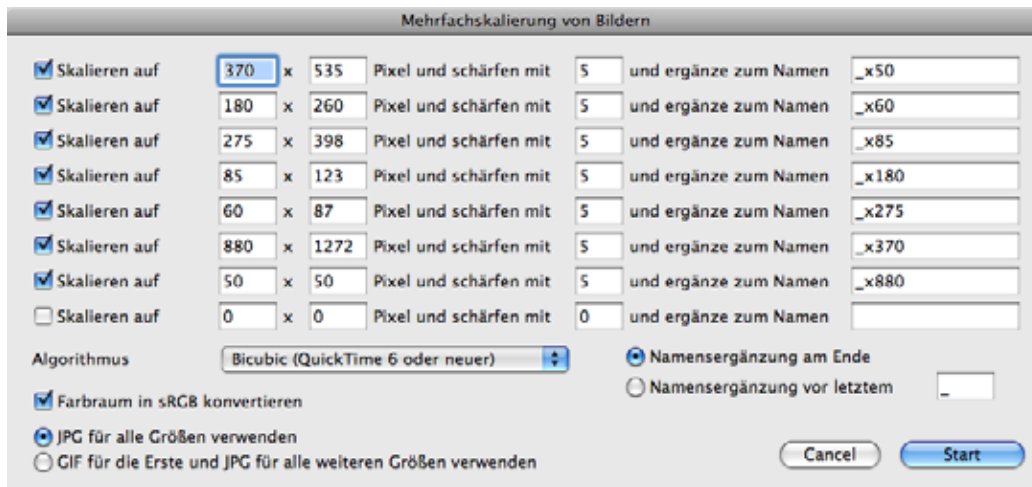 Mehrfachskalierung von Bildern
Skalieren auf 370 x 535 Pixel und schärfen mit 5 und ergänze zum Namen _x50
Skalieren auf 180 x 260 Pixel und schärfen mit 5 und ergänze zum Namen _x60
Skalieren auf 275 x 398 Pixel und schärfen mit 5 und ergänze zum Namen _x85
Skalieren auf 85 x 123 Pixel und schärfen mit 5 und ergänze zum Namen _x180
Skalieren auf 60 x 87 Pixel und schärfen mit 5 und ergänze zum Namen _x275
Skalieren auf 880 x 1272 Pixel und schärfen mit 5 und ergänze zum Namen _x370
Skalieren auf 50 x 50 Pixel und schärfen mit 5 und ergänze zum Namen _x880
Skalieren auf 0 x 0 Pixel und schärfen mit 0 und ergänze zum Namen
Algorithmus Bicubic (QuickTime 6 oder neuer)
Namensergänzung am Ende
Namensergänzung vor letztem _
Farbraum in sRGB konvertieren
JPG für alle Größen verwenden
GIF für die Erste und JPG für alle weiteren Größen verwenden
Cancel Start